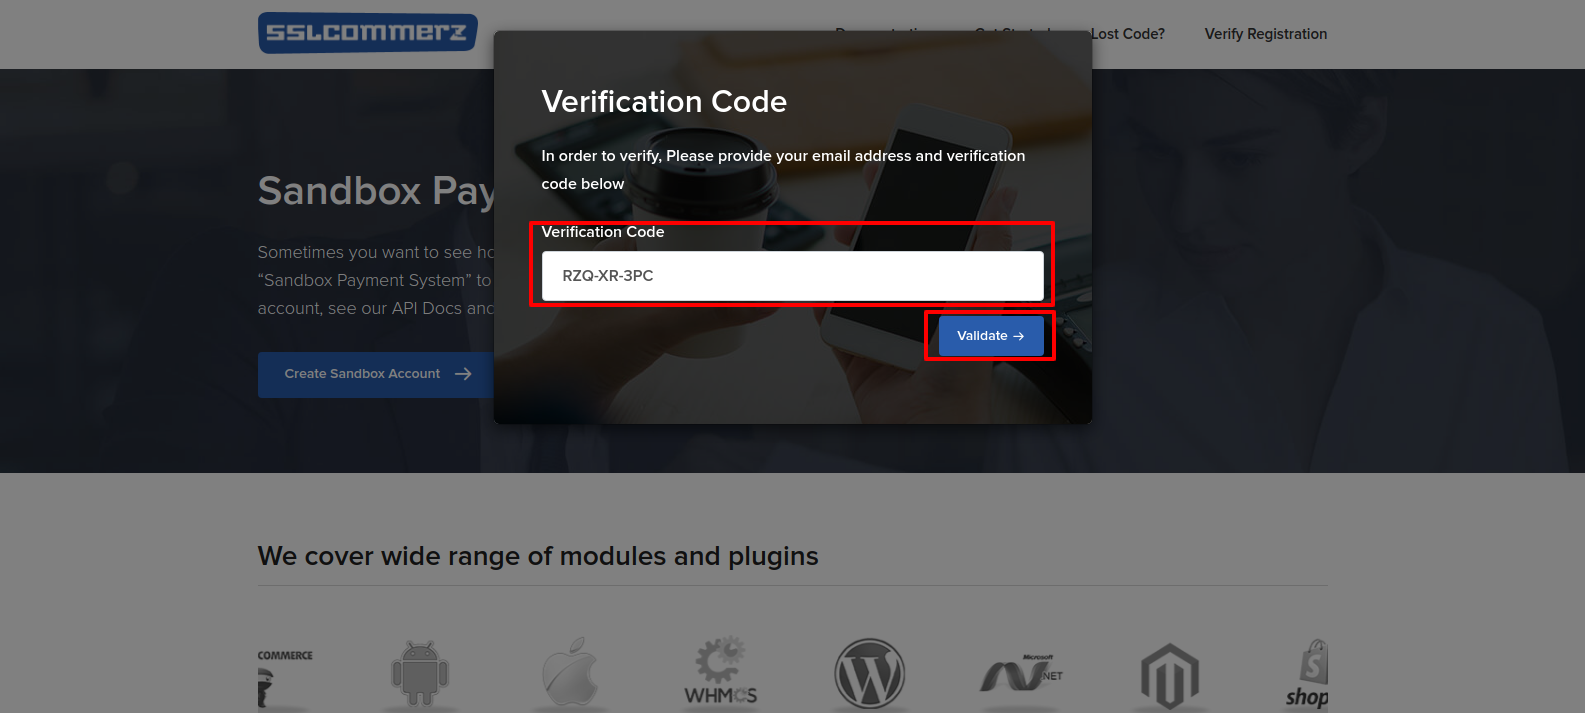 SSLCOMMERZ
Lost Code?
Verify Registration
Verification Code
In order to verify, Please provide your email address and verification
code below
Verification Code
RZQ-XR-3PC
Validate →
Sandbox Pay
Sometimes you want to see ho
“Sandbox Payment System” to
account, see our API Docs and
Create Sandbox Account →
We cover wide range of modules and plugins
COMMERCE
WHMCS
Microsoft
NET
shop